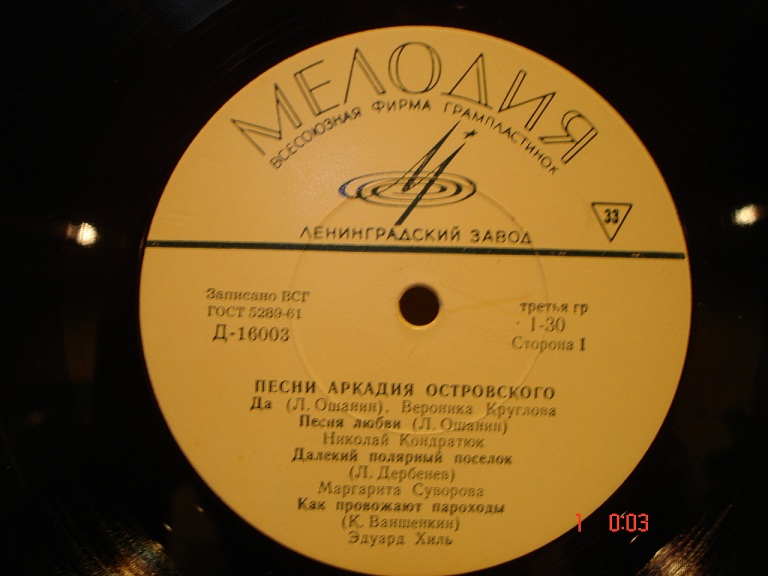 МЕЛОДИЯ
ВСЕСОЮЗНАЯ ФИРМА ГРАМПЛАСТИНОК
ЛЕНИНГРАДСКИЙ ЗАВОД
33
Записано ВСГ
ГОСТ 5289-61
Д-16003
третья гр
1-30
Сторона 1
ПЕСНИ АРКАДИЯ ОСТРОВСКОГО
Да (Л. Ошанин). Вероника Круглова
Песня любви (Л. Ошанин)
Николай Кондратюк
Далекий полярный поселок
(Л. Дербенев)
Маргарита Суворова
Как провожают пароходы
(К. Ваншенкин)
Эдуард Хиль
1 0:03